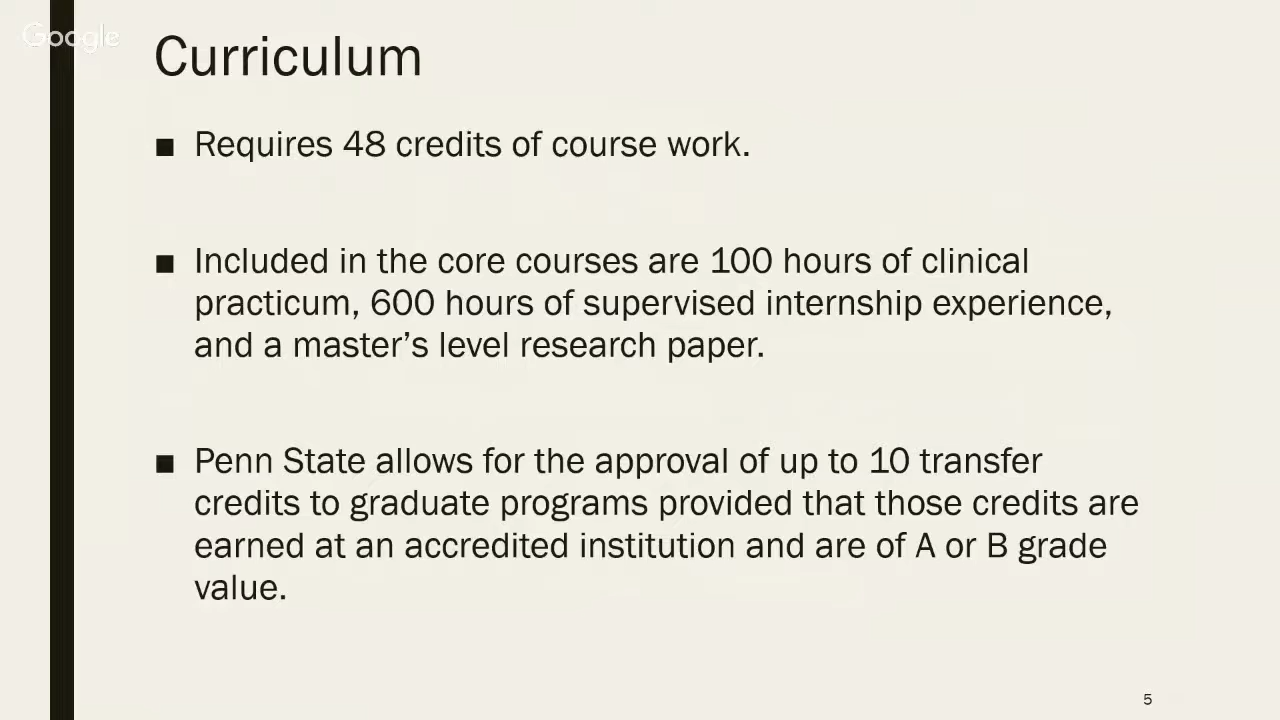 Google
Curriculum
■ Requires 48 credits of course work.
■ Included in the core courses are 100 hours of clinical
practicum, 600 hours of supervised internship experience,
and a master’s level research paper.
■ Penn State allows for the approval of up to 10 transfer
credits to graduate programs provided that those credits are
earned at an accredited institution and are of A or B grade
value.
5